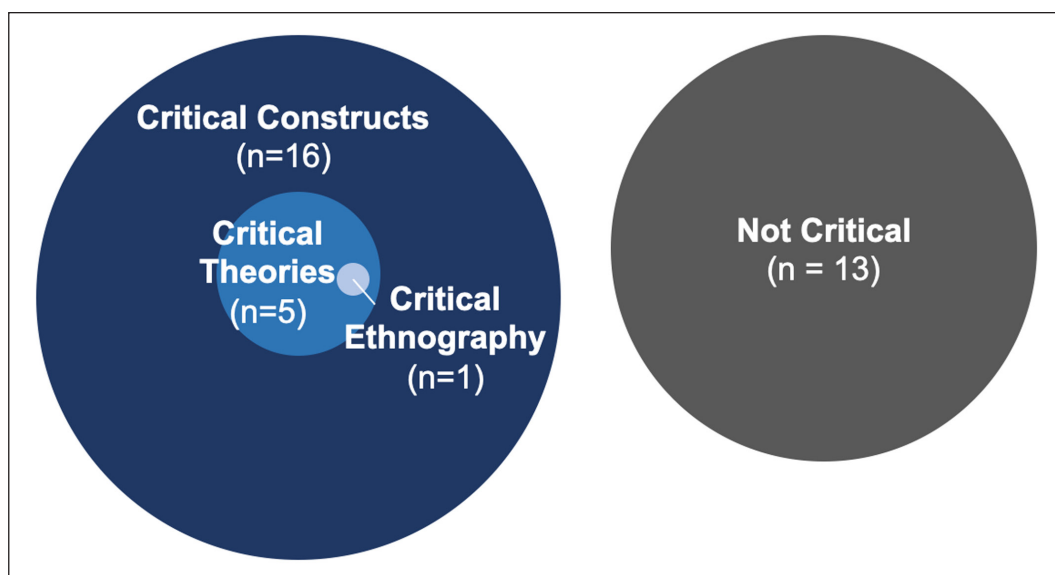 Critical Constructs
(n=16)
Critical
Theories
(n=5)
Critical
Ethnography
(n=1)
Not Critical
(n = 13)